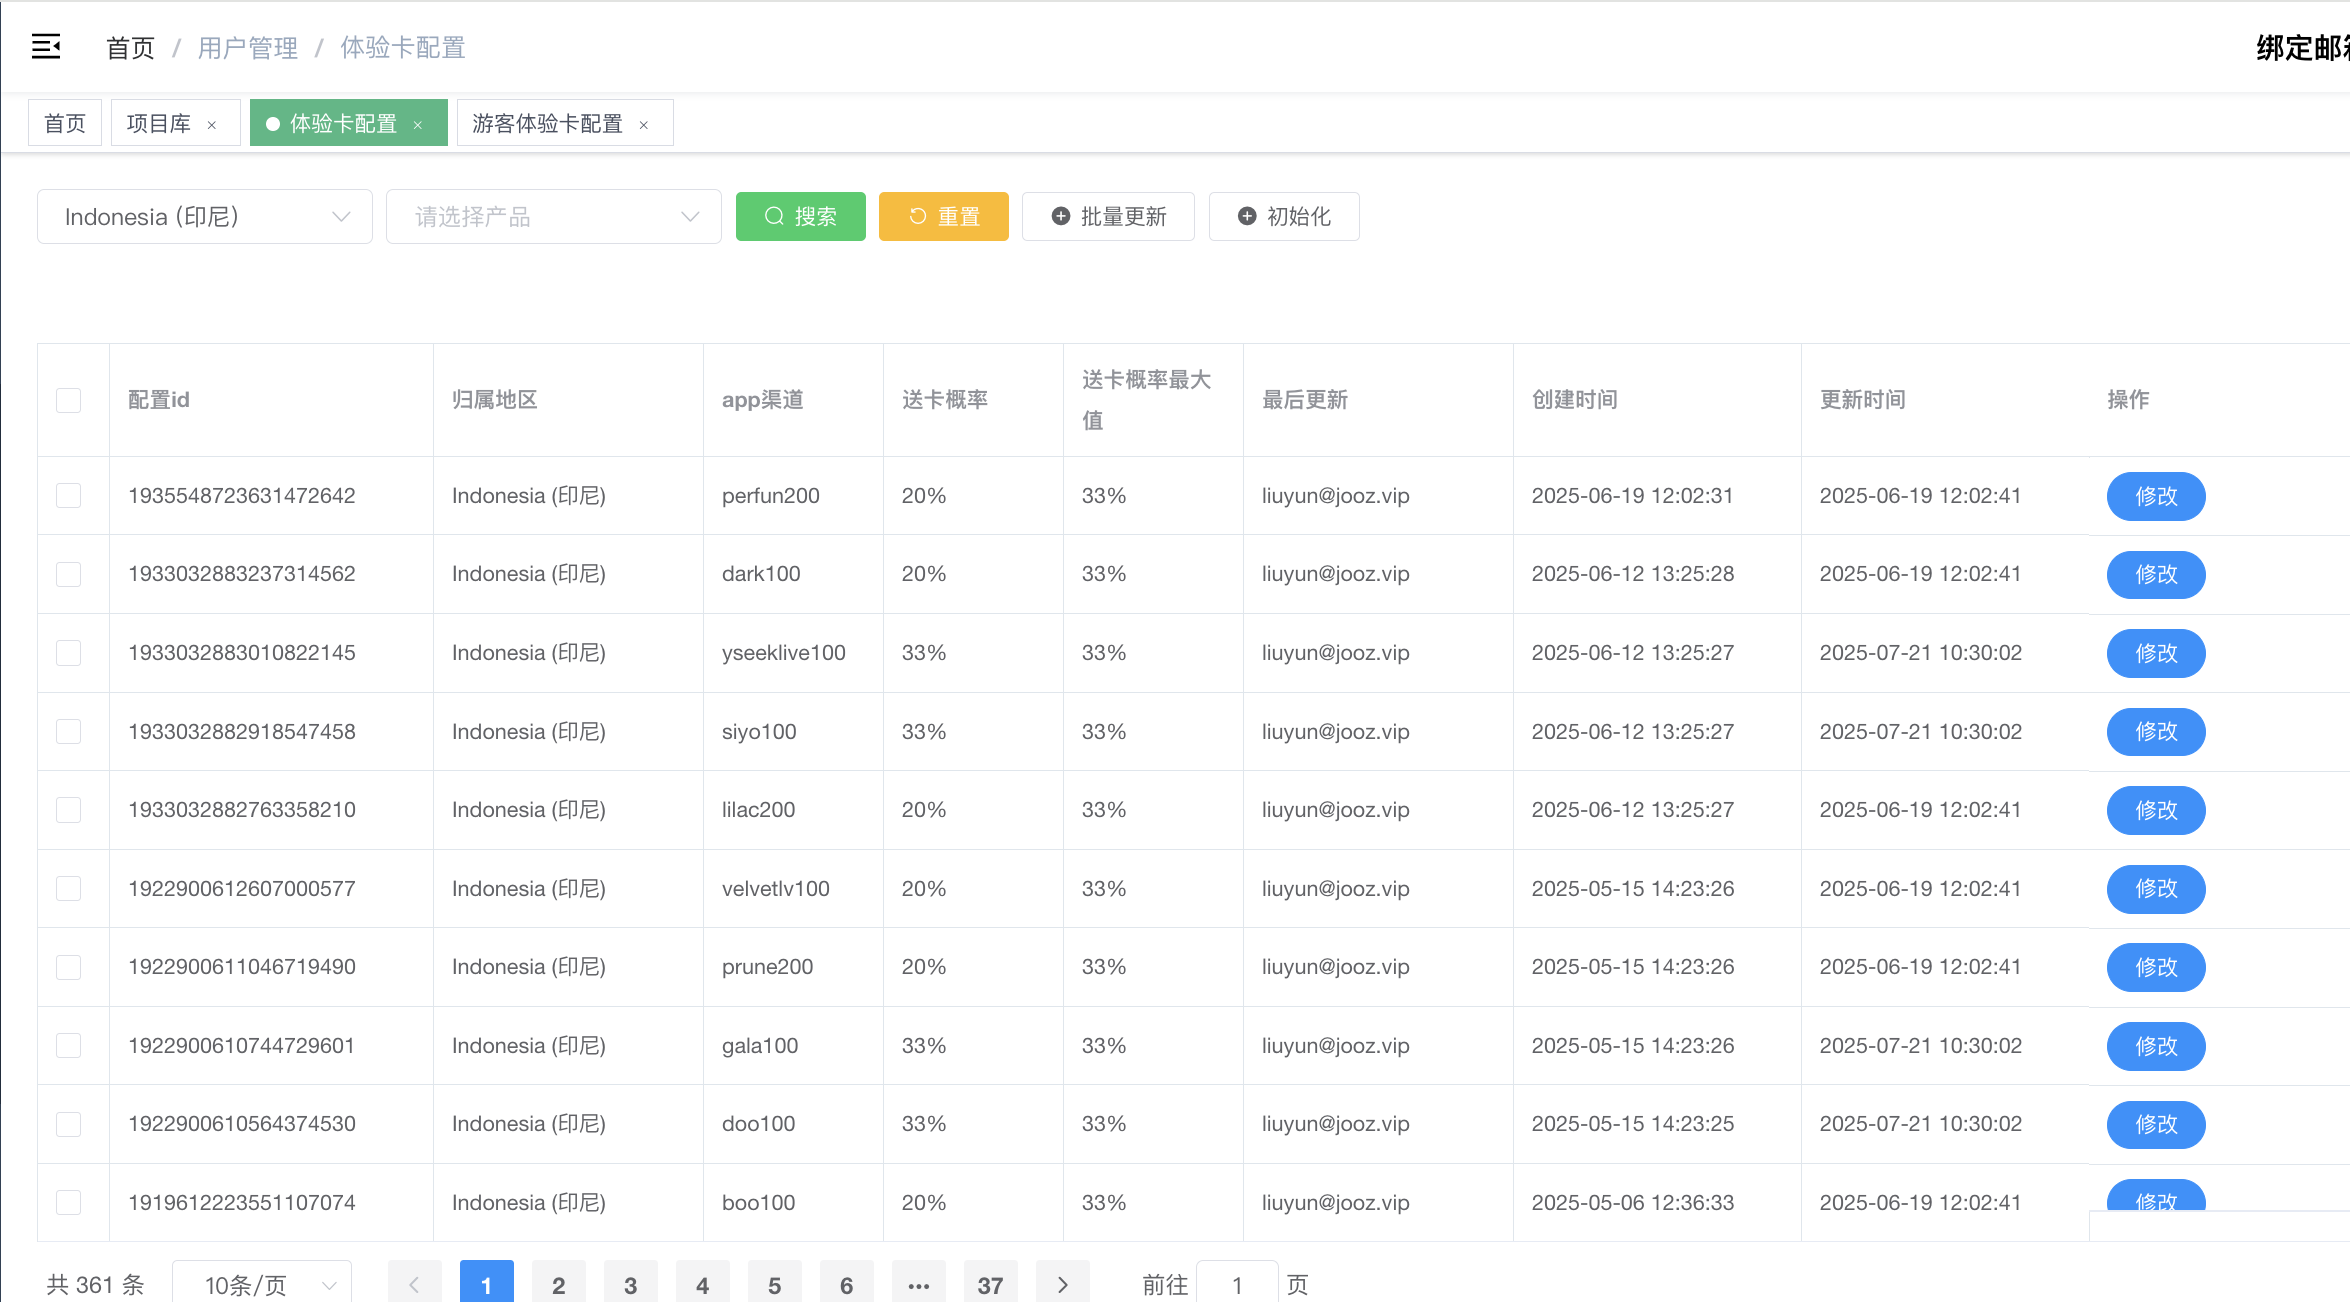 首页 / 用户管理 / 体验卡配置
绑定邮
首页 项目库 × 体验卡配置 × 游客体验卡配置 ×
Indonesia (印尼) 请选择产品 搜索 重置 批量更新 初始化
配置id 归属地区 app渠道 送卡概率 送卡概率最大值 最后更新 创建时间 更新时间 操作
1935548723631472642 Indonesia (印尼) perfun200 20% 33% liuyun@jooz.vip 2025-06-19 12:02:31 2025-06-19 12:02:41 修改
1933032883237314562 Indonesia (印尼) dark100 20% 33% liuyun@jooz.vip 2025-06-12 13:25:28 2025-06-19 12:02:41 修改
1933032883010822145 Indonesia (印尼) yseeklive100 33% 33% liuyun@jooz.vip 2025-06-12 13:25:27 2025-07-21 10:30:02 修改
1933032882918547458 Indonesia (印尼) siyo100 33% 33% liuyun@jooz.vip 2025-06-12 13:25:27 2025-07-21 10:30:02 修改
1933032882763358210 Indonesia (印尼) lilac200 20% 33% liuyun@jooz.vip 2025-06-12 13:25:27 2025-06-19 12:02:41 修改
1922900612607000577 Indonesia (印尼) velvetlv100 20% 33% liuyun@jooz.vip 2025-05-15 14:23:26 2025-06-19 12:02:41 修改
1922900611046719490 Indonesia (印尼) prune200 20% 33% liuyun@jooz.vip 2025-05-15 14:23:26 2025-06-19 12:02:41 修改
1922900610744729601 Indonesia (印尼) gala100 33% 33% liuyun@jooz.vip 2025-05-15 14:23:26 2025-07-21 10:30:02 修改
1922900610564374530 Indonesia (印尼) doo100 33% 33% liuyun@jooz.vip 2025-05-15 14:23:25 2025-07-21 10:30:02 修改
1919612223551107074 Indonesia (印尼) boo100 20% 33% liuyun@jooz.vip 2025-05-06 12:36:33 2025-06-19 12:02:41 修改
共 361 条 10条/页 1 2 3 4 5 6 ••• 37 前往 1 页